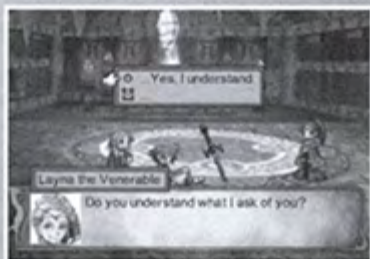 ...Yes, I understand
...
Layna the Venerable
Do you understand what I ask of you?